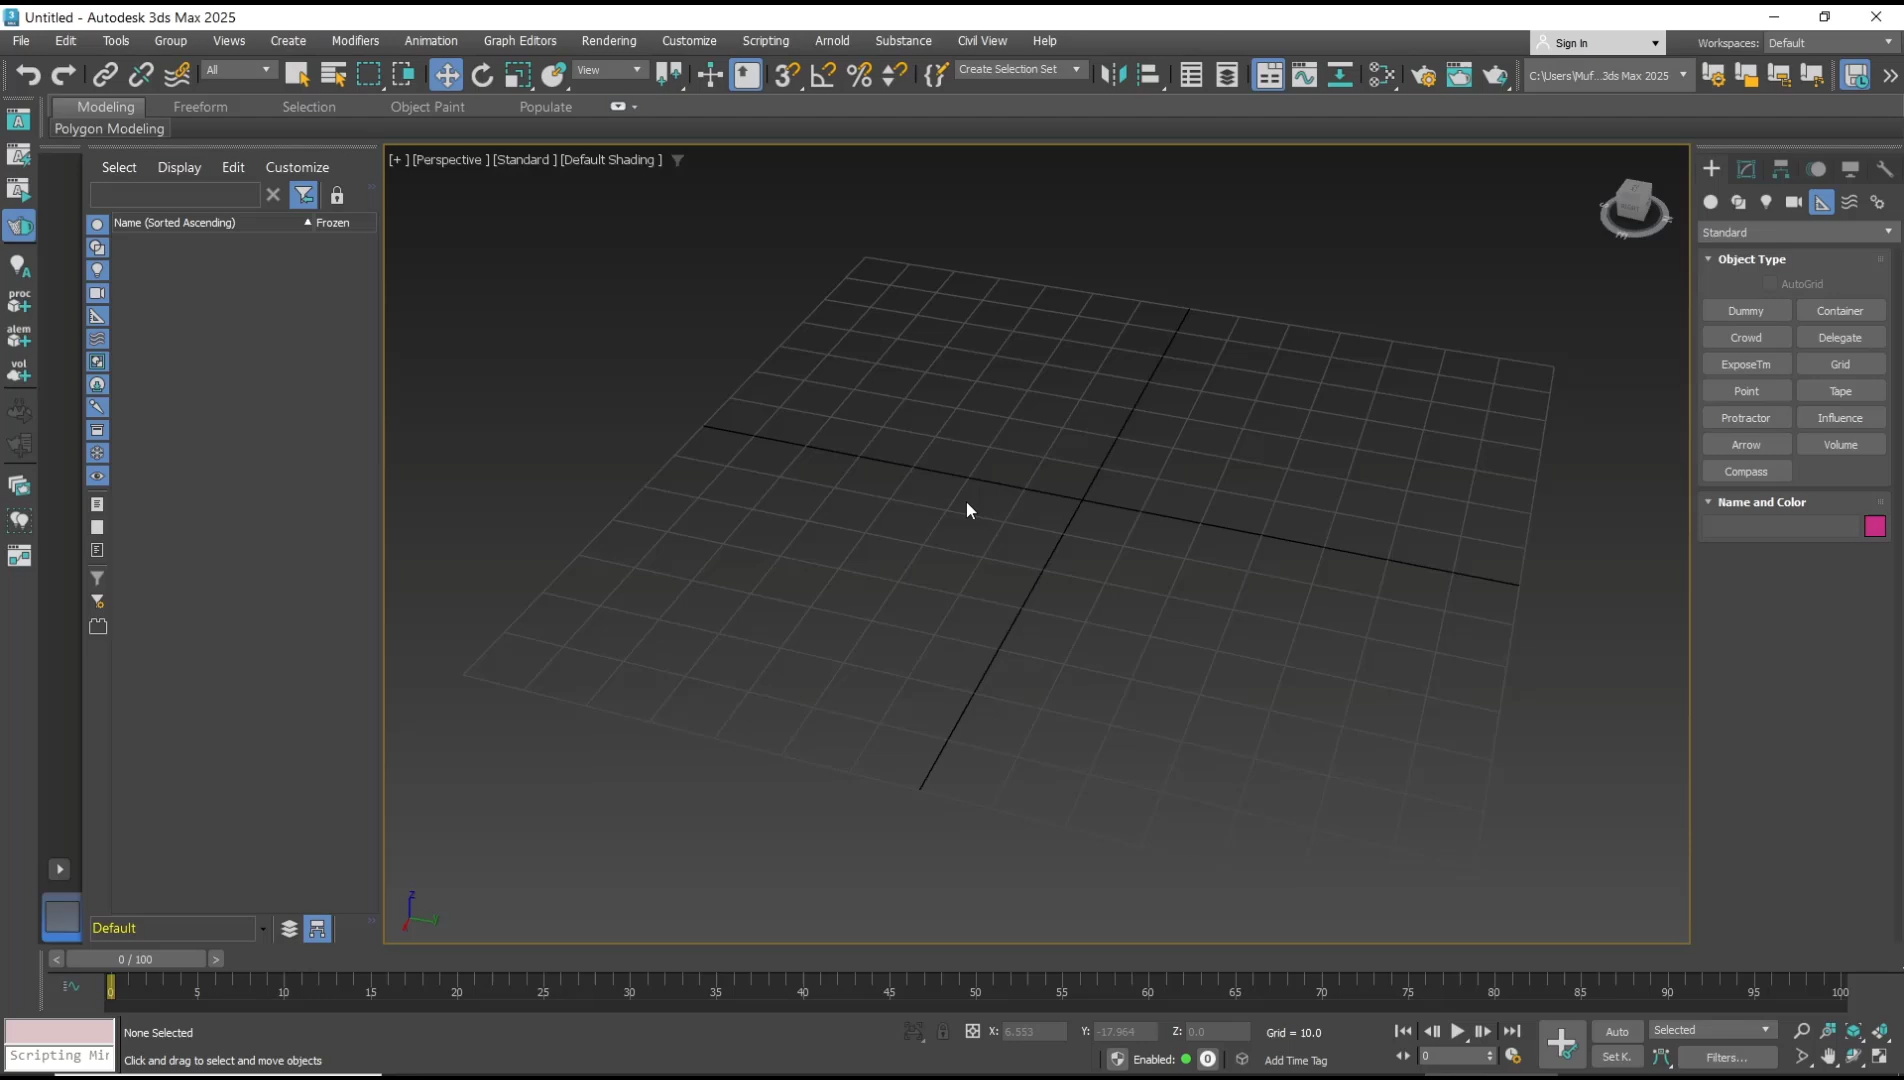 Untitled - Autodesk 3ds Max 2025
File Edit Tools Group Views Create Modifiers Animation Graph Editors Rendering Customize Scripting Arnold Substance Civil View Help
Sign In
Workspaces: Default
All
View
Create Selection Set
C:\Users\Muf...3ds Max 2025
Modeling Freeform Selection Object Paint Populate
Polygon Modeling
Select Display Edit Customize
Name (Sorted Ascending) Frozen
proc
alem
vol
[+ ] [Perspective ] [Standard ] [Default Shading ]
RIGHT
Standard
Object Type
AutoGrid
Dummy Container
Crowd Delegate
ExposeTm Grid
Point Tape
Protractor Influence
Arrow Volume
Compass
Name and Color
z
y
Default
< 0 / 100 >
0 5 10 15 20 25 30 35 40 45 50 55 60 65 70 75 80 85 90 95 100
None Selected
X: 6.553 Y: -17.964 Z: 0.0 Grid = 10.0
Auto Selected
Scripting Mi
Click and drag to select and move objects
Enabled: 0 Add Time Tag
0
Set K. Filters...